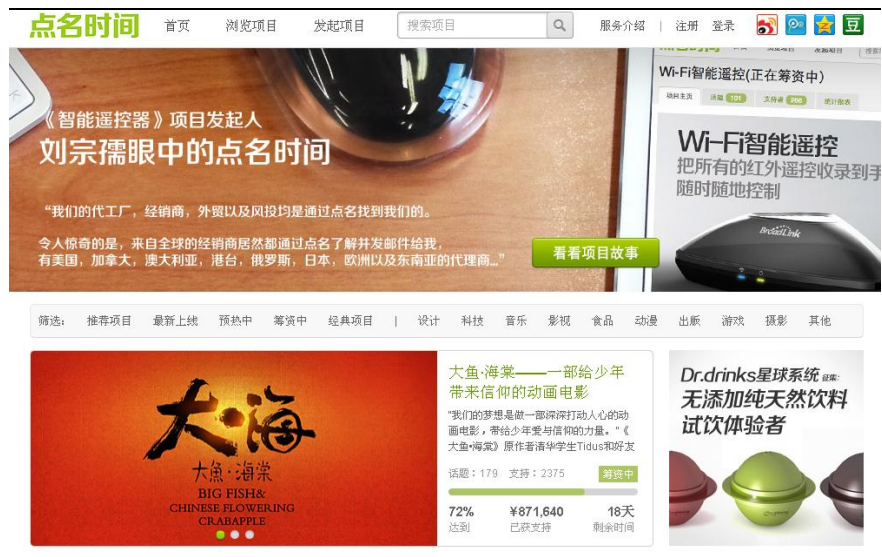 点名时间
首页 浏览项目 发起项目 搜索项目 服务介绍 | 注册 登录
豆
《智能遥控器》项目发起人
刘宗孺眼中的点名时间
“我们的代工厂，经销商，外贸以及风投均是通过点名找到我们的。
令人惊奇的是，来自全球的经销商居然都通过点名了解并发邮件给我，
有美国，加拿大，澳大利亚，港台，俄罗斯，日本，欧洲以及东南亚的代理商...”
看看项目故事
Wi-Fi智能遥控(正在筹资中)
项目主页 话题 101 支持者 206 统计报表
Wi-Fi智能遥控
把所有的红外遥控收录到手
随时随地控制
BroadLink
筛选： 推荐项目 最新上线 预热中 筹资中 经典项目 | 设计 科技 音乐 影视 食品 动漫 出版 游戏 摄影 其他
大·海
大鱼·海棠
BIG FISH&
CHINESE FLOWERING
CRABAPPLE
大鱼·海棠——一部给少年
带来信仰的动画电影
"我们的梦想是做一部深深打动人心的动
画电影，带给少年爱与信仰的力量。"《
大鱼·海棠》原作者清华学生Tidus和好友
话题：179 支持：2375 筹资中
72% ¥871,640 18天
达到 已获支持 剩余时间
Dr.drinks星球系统 征集:
无添加纯天然饮料
试饮体验者